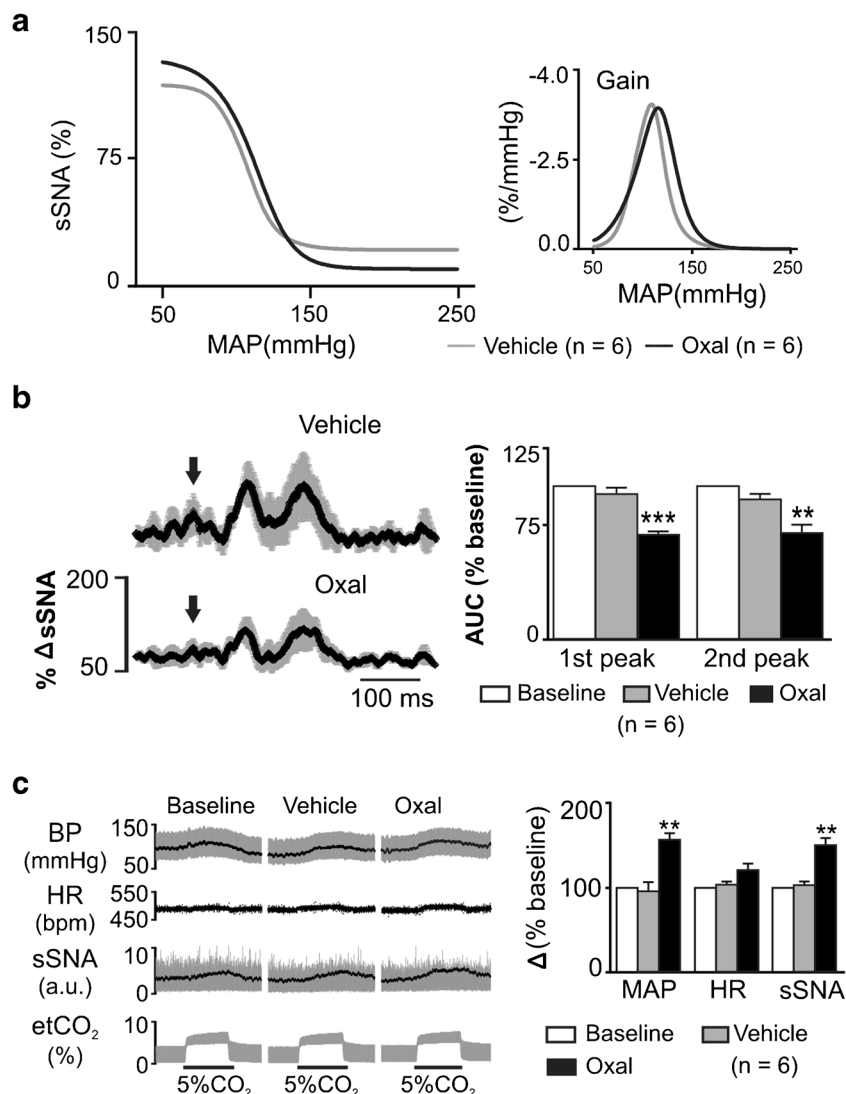 a
150
75
0
sSNA (%)
50
150
250
MAP(mmHg)
Gain
-4.0
-2.5
0.0
(%/mmHg)
50
150
250
MAP(mmHg)
Vehicle (n = 6)
Oxal (n = 6)
b
Vehicle
Oxal
200
50
% Δ sSNA
100 ms
125
75
0
AUC (% baseline)
***
**
1st peak
2nd peak
Baseline
Vehicle
Oxal
(n = 6)
c
Baseline
Vehicle
Oxal
BP
(mmHg)
150
50
HR
(bpm)
550
450
sSNA
(a.u.)
10
0
etCO2
(%)
10
0
5%CO2
5%CO2
5%CO2
200
100
0
Δ (% baseline)
**
**
MAP
HR
sSNA
Baseline
Vehicle
Oxal
(n = 6)